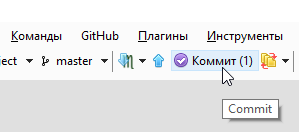 Команды GitHub Плагины Инструменты
ect master Коммит (1)
Commit